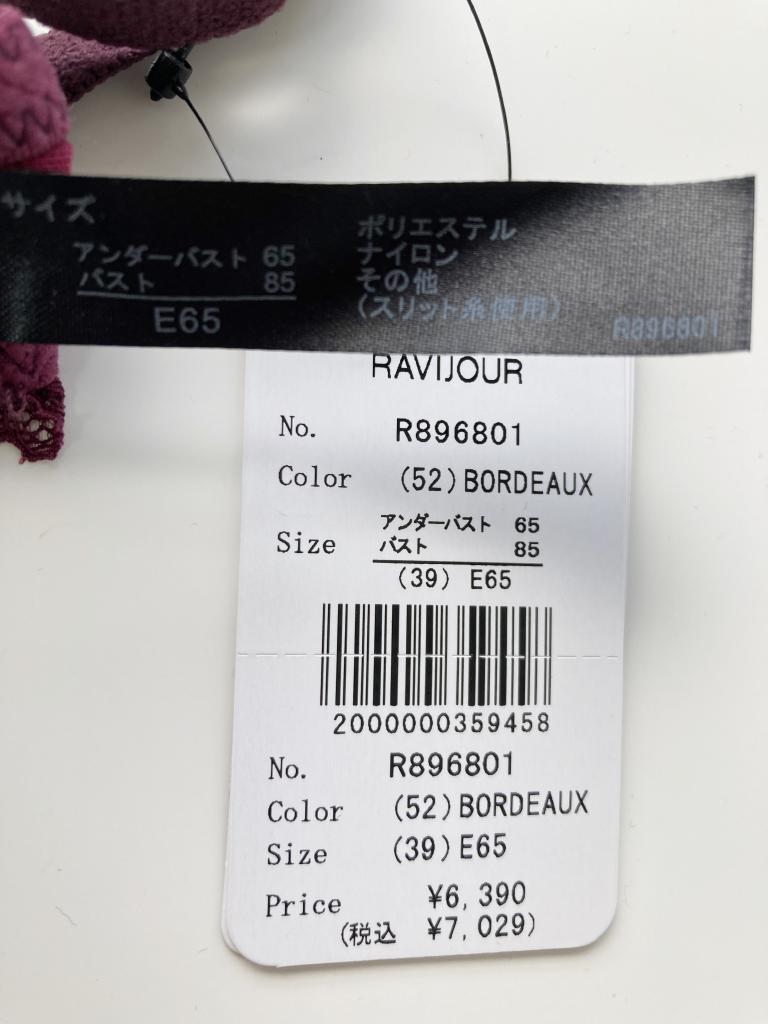 サイズ
アンダーバスト 65
バスト 85
E65
ポリエステル
ナイロン
その他
(スリット糸使用)
R896801
RAVIJOUR
No. R896801
Color (52)BORDEAUX
Size アンダーバスト 65
バスト 85
(39) E65
2000000359458
No. R896801
Color (52)BORDEAUX
Size (39)E65
Price ¥6,390
(税込 ¥7,029)